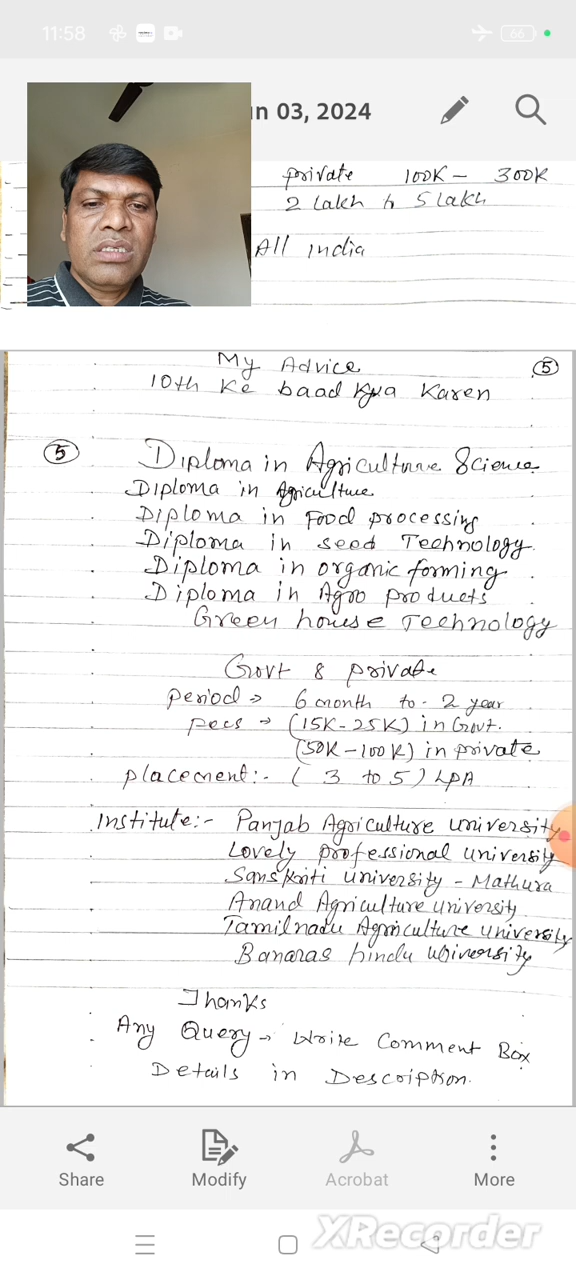 11:58
66
n 03, 2024
private 100K - 300K
2 lakh to 5 lakh
All India
My Advice
5
10th Ke baad Kya Karen
5
Diploma in Agriculture Science
Diploma in Agriculture
Diploma in Food processing
Diploma in seed Technology.
Diploma in organic forming
Diploma in Agro products
Green house Technology
Govt & private
period → 6 month to - 2 year
fees → (15K-25K) in Govt.
(50K-100K) in private
placement:- ( 3 to 5 ) LPA
Institute:- Panjab Agriculture university
Lovely professional university
Sanskriti university - Mathura
Anand Agriculture university
Tamilnadu Agriculture university
Banaras hindu university
Thanks
Any Query → Write Comment Box
Details in Description.
Share
Modify
Acrobat
More
XRecorder